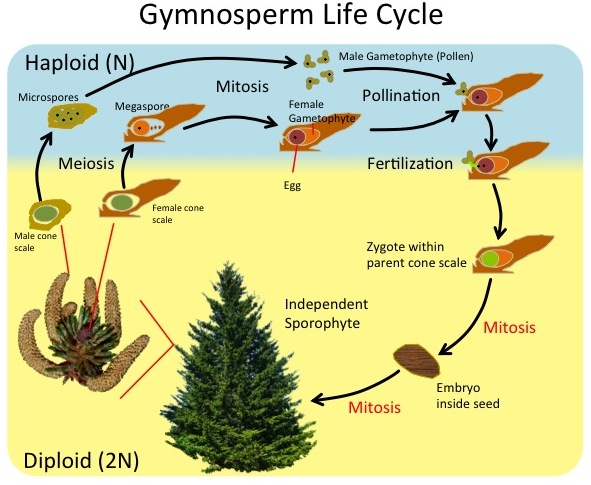 Gymnosperm Life Cycle
Haploid (N)
Male Gametophyte (Pollen)
Microspores
Mitosis
Megaspore
Female
Gametophyte
Pollination
Meiosis
Fertilization
Egg
Male cone
scale
Female cone
scale
Zygote within
parent cone scale
Independent
Sporophyte
Mitosis
Embryo
inside seed
Mitosis
Diploid (2N)